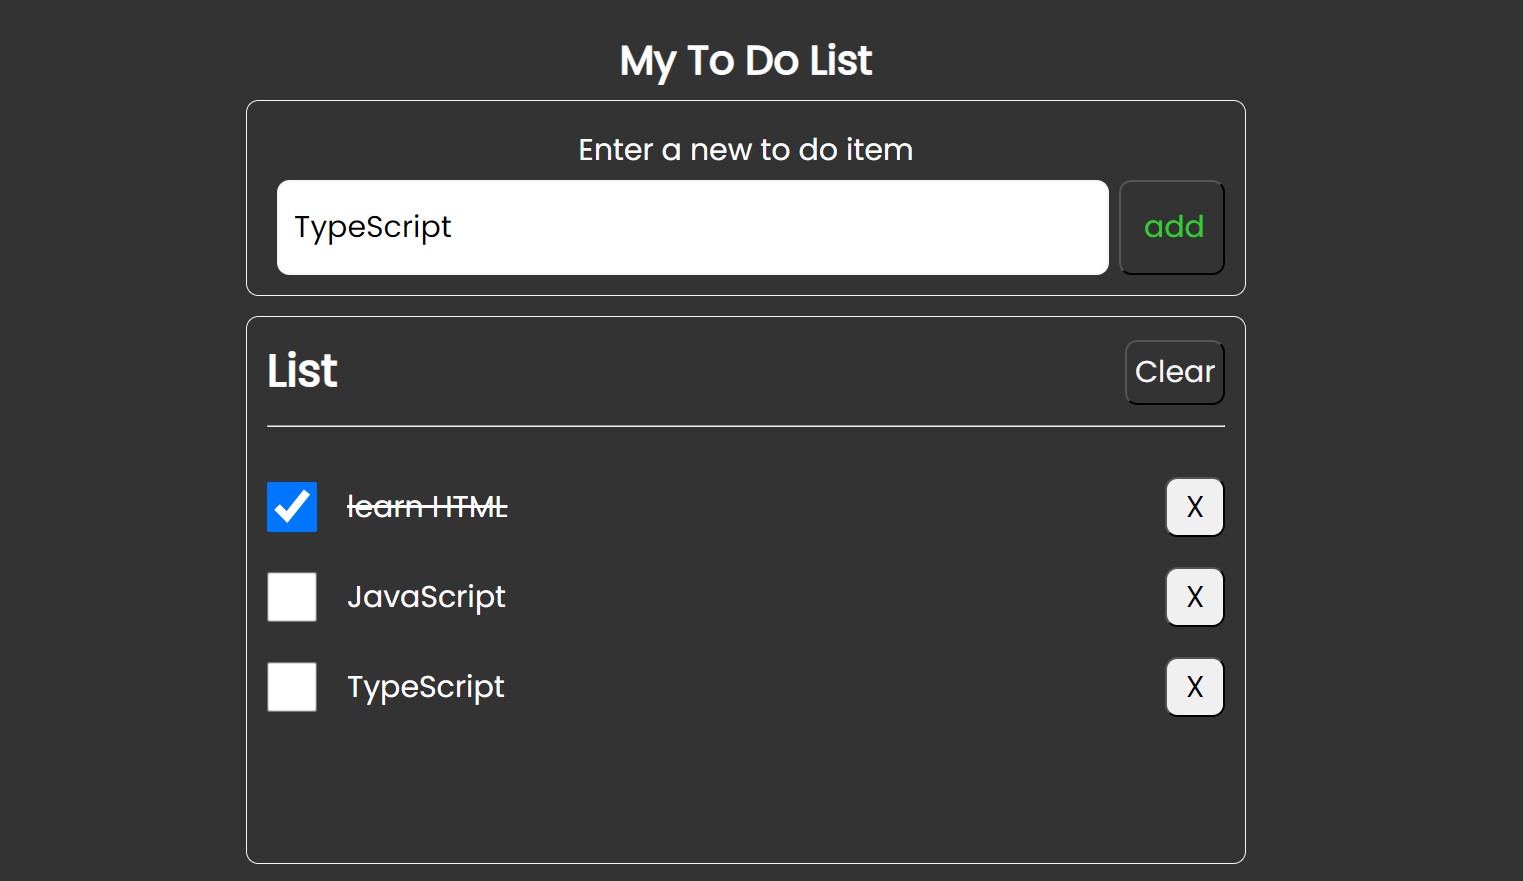 My To Do List
Enter a new to do item
TypeScript
add
List
Clear
learn HTML
X
JavaScript
X
TypeScript
X